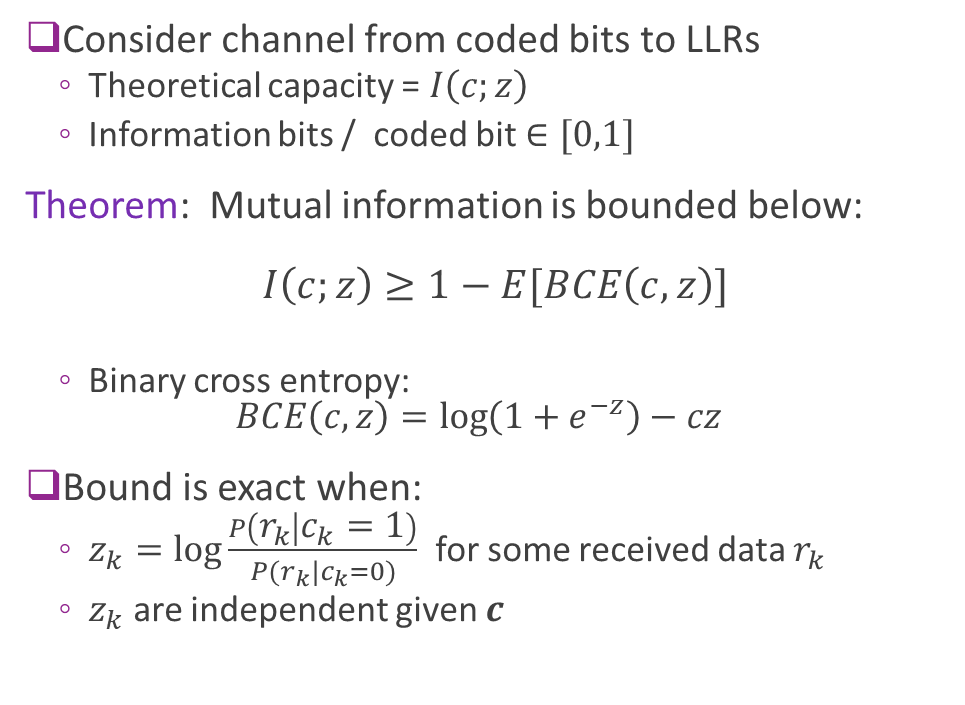 ❑Consider channel from coded bits to LLRs
◦ Theoretical capacity = 𝐼(𝑐; 𝑧)
◦ Information bits / coded bit ∈ [0,1]
Theorem: Mutual information is bounded below:
𝐼(𝑐; 𝑧) ≥ 1 − 𝐸[𝐵𝐶𝐸(𝑐, 𝑧)]
◦ Binary cross entropy:
𝐵𝐶𝐸(𝑐, 𝑧) = log(1 + 𝑒^{−𝑧}) − 𝑐𝑧
❑Bound is exact when:
◦ 𝑧_𝑘 = log 𝑃(𝑟_𝑘|𝑐_𝑘 = 1) / 𝑃(𝑟_𝑘|𝑐_𝑘=0) for some received data 𝑟_𝑘
◦ 𝑧_𝑘 are independent given 𝒄